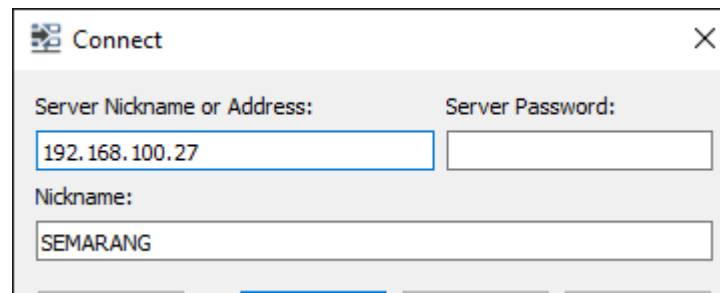 Connect
Server Nickname or Address: Server Password:
192.168.100.27
Nickname:
SEMARANG